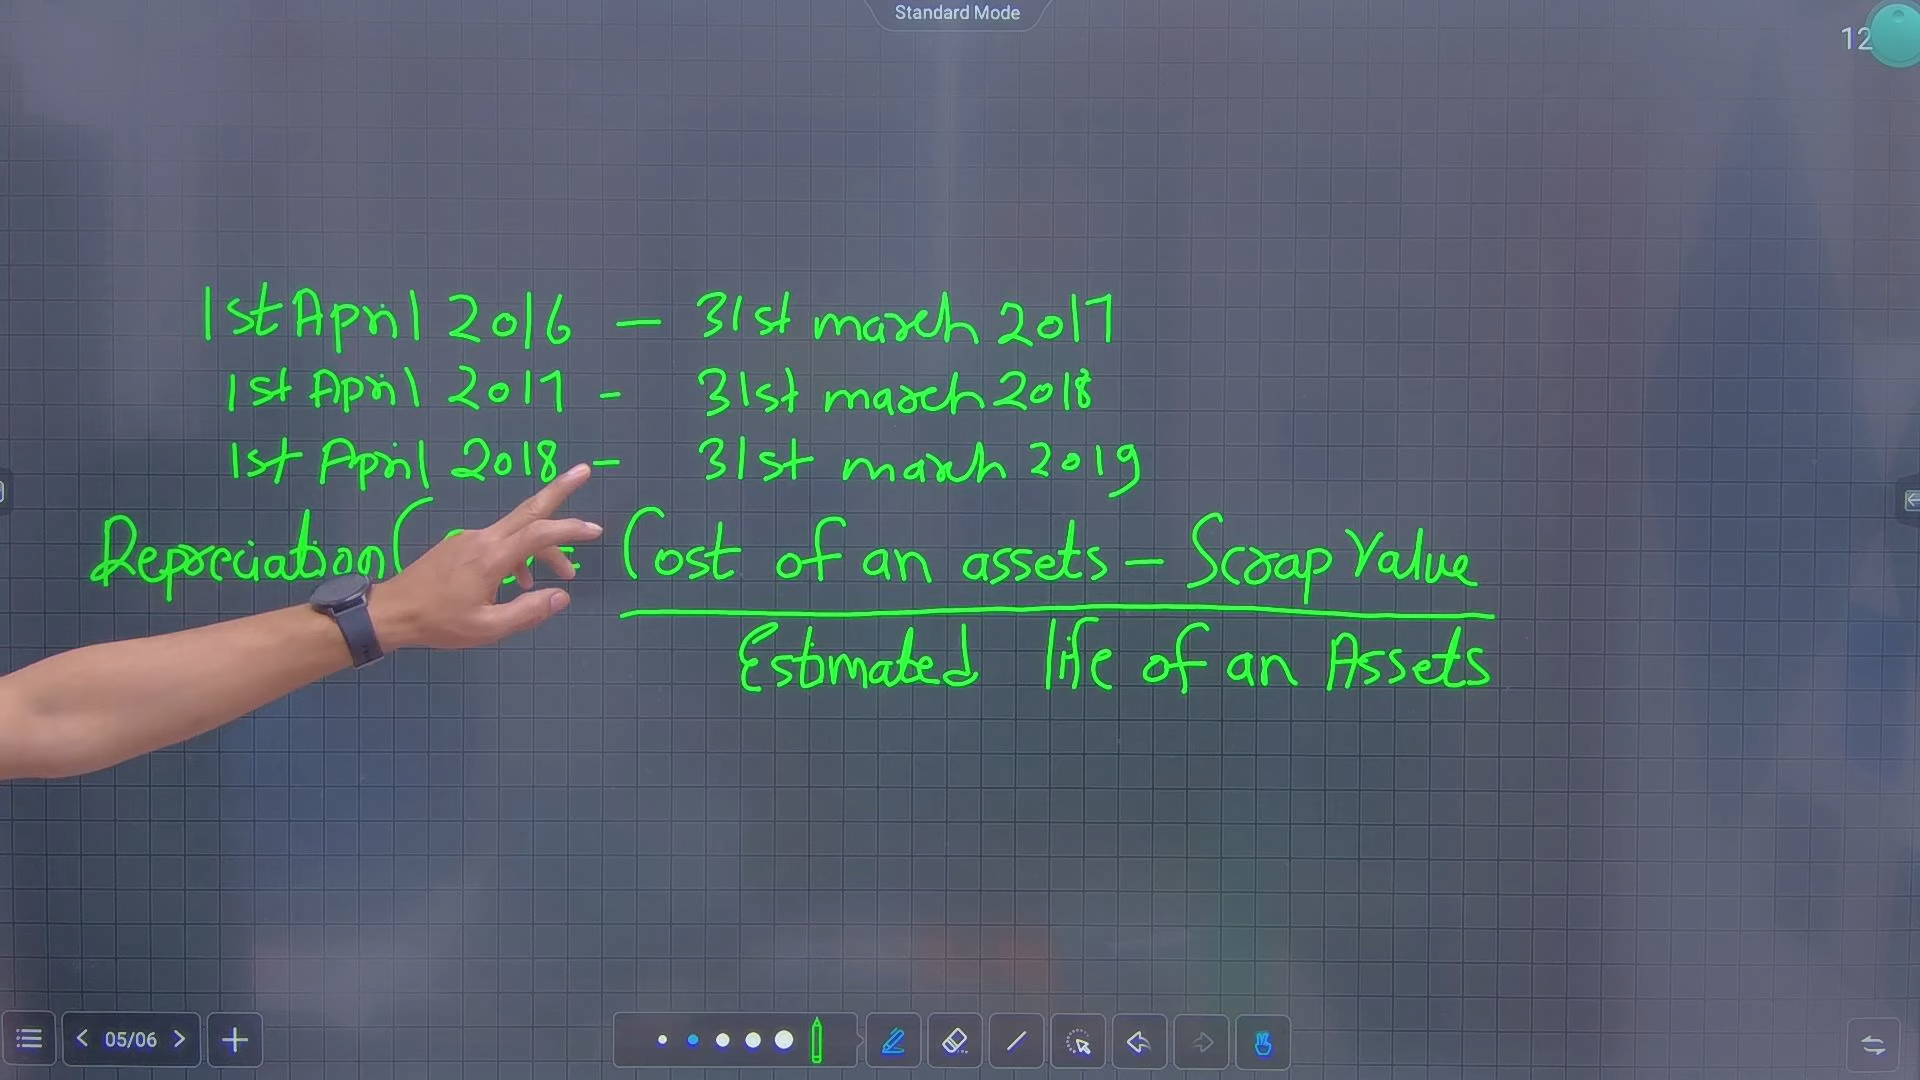 Standard Mode
12
1st April 2016 — 31st march 2017
1st April 2017 - 31st march 2018
1st April 2018 - 31st march 2019
Depreciation ( = Cost of an assets — Scrap Value
Estimated life of an Assets
05/06